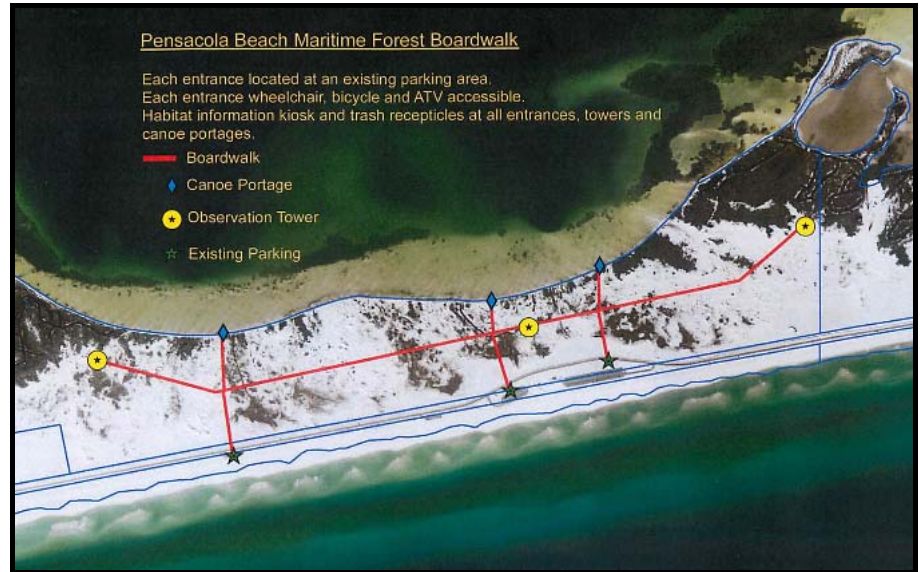 Pensacola Beach Maritime Forest Boardwalk
Each entrance located at an existing parking area.
Each entrance wheelchair, bicycle and ATV accessible.
Habitat information kiosk and trash recepticles at all entrances, towers and
canoe portages.
Boardwalk
Canoe Portage
Observation Tower
Existing Parking